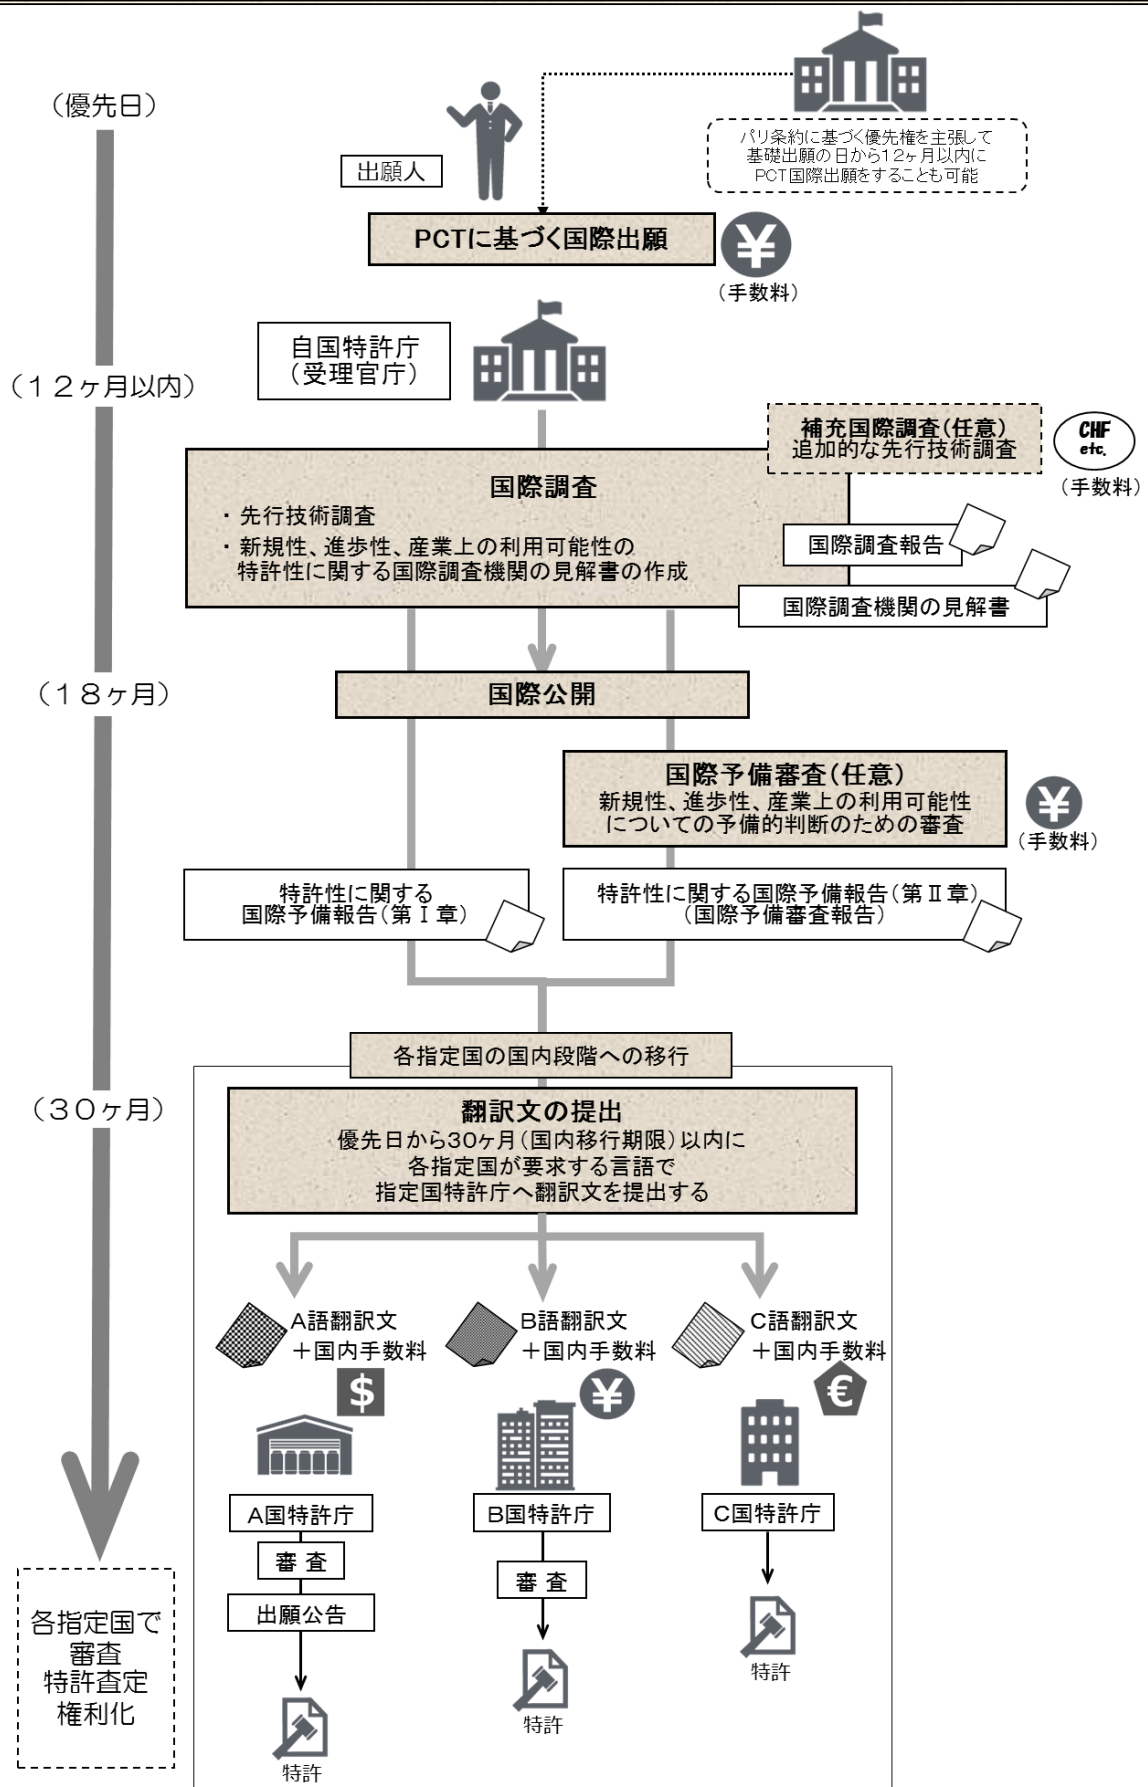 (優先日)
パリ条約に基づく優先権を主張して
基礎出願の日から12ヶ月以内に
PCT国際出願をすることも可能
出願人
PCTに基づく国際出願
¥
(手数料)
自国特許庁
(受理官庁)
(12ヶ月以内)
補充国際調査(任意)
追加的な先行技術調査
CHF
etc.
(手数料)
国際調査
・先行技術調査
・新規性、進歩性、産業上の利用可能性の
特許性に関する国際調査機関の見解書の作成
国際調査報告
国際調査機関の見解書
(18ヶ月)
国際公開
国際予備審査(任意)
新規性、進歩性、産業上の利用可能性
についての予備的判断のための審査
¥
(手数料)
特許性に関する
国際予備報告(第Ⅰ章)
特許性に関する国際予備報告(第Ⅱ章)
(国際予備審査報告)
各指定国の国内段階への移行
(30ヶ月)
翻訳文の提出
優先日から30ヶ月(国内移行期限)以内に
各指定国が要求する言語で
指定国特許庁へ翻訳文を提出する
A語翻訳文
+国内手数料
$
B語翻訳文
+国内手数料
¥
C語翻訳文
+国内手数料
€
A国特許庁
審査
出願公告
特許
B国特許庁
審査
特許
C国特許庁
特許
各指定国で
審査
特許査定
権利化